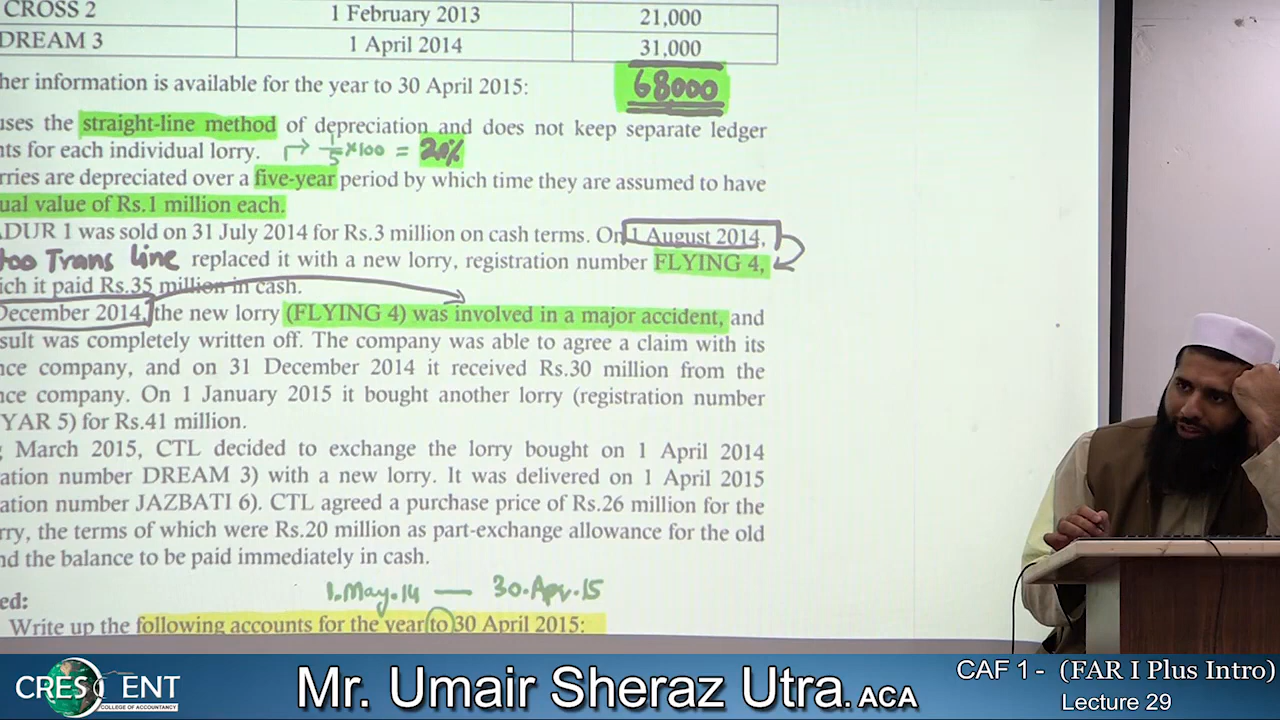 CROSS 2 1 February 2013 21,000
DREAM 3 1 April 2014 31,000
68000
her information is available for the year to 30 April 2015:
uses the straight-line method of depreciation and does not keep separate ledger
nts for each individual lorry. → 1/5 × 100 = 20%
rries are depreciated over a five-year period by which time they are assumed to have
ual value of Rs.1 million each.
ADUR 1 was sold on 31 July 2014 for Rs.3 million on cash terms. On 1 August 2014,
Trans line replaced it with a new lorry, registration number FLYING 4,
ich it paid Rs.35 million in cash.
December 2014, the new lorry (FLYING 4) was involved in a major accident, and
sult was completely written off. The company was able to agree a claim with its
nce company, and on 31 December 2014 it received Rs.30 million from the
nce company. On 1 January 2015 it bought another lorry (registration number
YAR 5) for Rs.41 million.
March 2015, CTL decided to exchange the lorry bought on 1 April 2014
ation number DREAM 3) with a new lorry. It was delivered on 1 April 2015
ation number JAZBATI 6). CTL agreed a purchase price of Rs.26 million for the
rry, the terms of which were Rs.20 million as part-exchange allowance for the old
nd the balance to be paid immediately in cash.
1.May.14 — 30.Apr.15
ed:
Write up the following accounts for the year to 30 April 2015:
CRESCENT
COLLEGE OF ACCOUNTANCY
Mr. Umair Sheraz Utra. ACA
CAF 1 - (FAR I Plus Intro)
Lecture 29